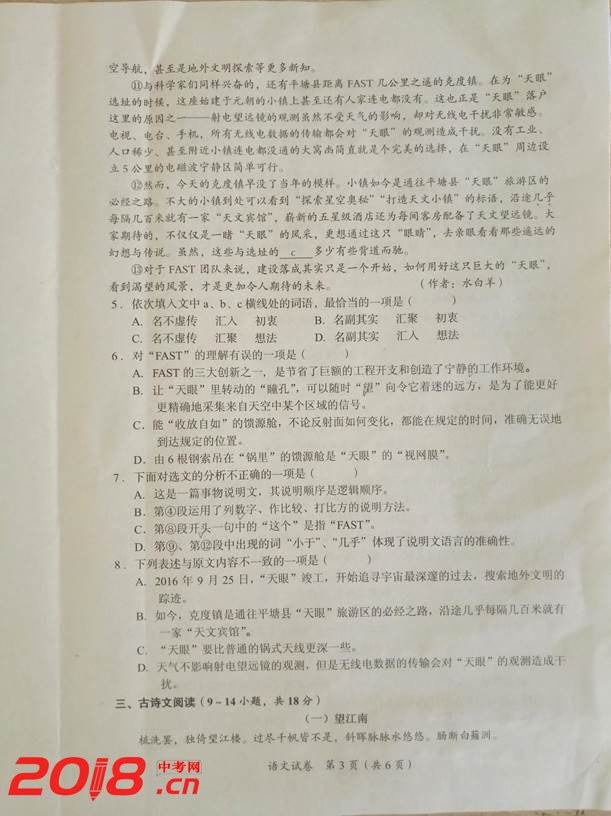 空导航，甚至是地外文明探索等更多新知。
⑪与科学家们同样兴奋的，还有平塘县距离 FAST 几公里之遥的克度镇。在为“天眼”
选址的时候，这座始建于元朝的小镇上甚至还有人家连电都没有。这也正是“天眼”落户
这里的原因之一——射电望远镜的观测虽然不受天气的影响，却对无线电干扰非常敏感。
电视、电台、手机，所有无线电数据的传输都会对“天眼”的观测造成干扰。没有工业、
人口稀少、甚至附近小镇连电都没通的大窝凼简直就是个完美的选择，在“天眼”周边设
立 5 公里的电磁波宁静区简单可行。
⑫然而，今天的克度镇早没了当年的模样。小镇如今是通往平塘县“天眼”旅游区的
必经之路。不大的小镇到处可以看到“探索星空奥秘”“打造天文小镇”的标语，沿途几乎
每隔几百米就有一家“天文宾馆”，崭新的五星级酒店还为每间客房配备了天文望远镜。大
家期待的，不仅仅是一睹“天眼”的风采，更想通过这只“眼睛”，去亲眼看看那些遥远的
幻想与传说。虽然，这些与选址的 c 多少有些背道而驰。
⑬对于 FAST 团队来说，建设落成其实只是一个开始，如何用好这只巨大的“天眼”，
看到渴望的风景，才是更加令人期待的未来。 （作者：水白羊）
5．依次填入文中 a、b、c 横线处的词语，最恰当的一项是（ ）
A．名不虚传 汇入 初衷 B．名副其实 汇聚 初衷
C．名不虚传 汇聚 想法 D．名副其实 汇入 想法
6．对“FAST”的理解有误的一项是（ ）
A．FAST 的三大创新之一，是节省了巨额的工程开支和创造了宁静的工作环境。
B．让“天眼”里转动的“瞳孔”，可以随时“望”向令它着迷的远方，是为了能更好
更精确地采集来自天空中某个区域的信号。
C．能“收放自如”的馈源舱，不论反射面如何变化，都能在规定的时间，准确无误地
到达规定的位置。
D．由 6 根钢索吊在“锅里”的馈源舱是“天眼”的“视网膜”。
7．下面对选文的分析不正确的一项是（ ）
A．这是一篇事物说明文，其说明顺序是逻辑顺序。
B．第④段运用了列数字、作比较、打比方的说明方法。
C．第⑧段开头一句中的“这个”是指“FAST”。
D．第⑨、第⑫段中出现的词“小于”、“几乎”体现了说明文语言的准确性。
8．下列表述与原文内容不一致的一项是（ ）
A．2016 年 9 月 25 日，“天眼”竣工，开始追寻宇宙最深邃的过去，搜索地外文明的
踪迹。
B．如今，克度镇是通往平塘县“天眼”旅游区的必经之路，沿途几乎每隔几百米就有
一家“天文宾馆”。
C．“天眼”要比普通的锅式天线更深一些。
D．天气不影响射电望远镜的观测，但是无线电数据的传输会对“天眼”的观测造成干
扰。
三、古诗文阅读（9～14 小题，共 18 分）
（一）望江南
梳洗罢，独倚望江楼。过尽千帆皆不是，斜晖脉脉水悠悠。肠断白蘋洲。
语文试卷 第 3 页（共 6 页）
2018.cn
中考网